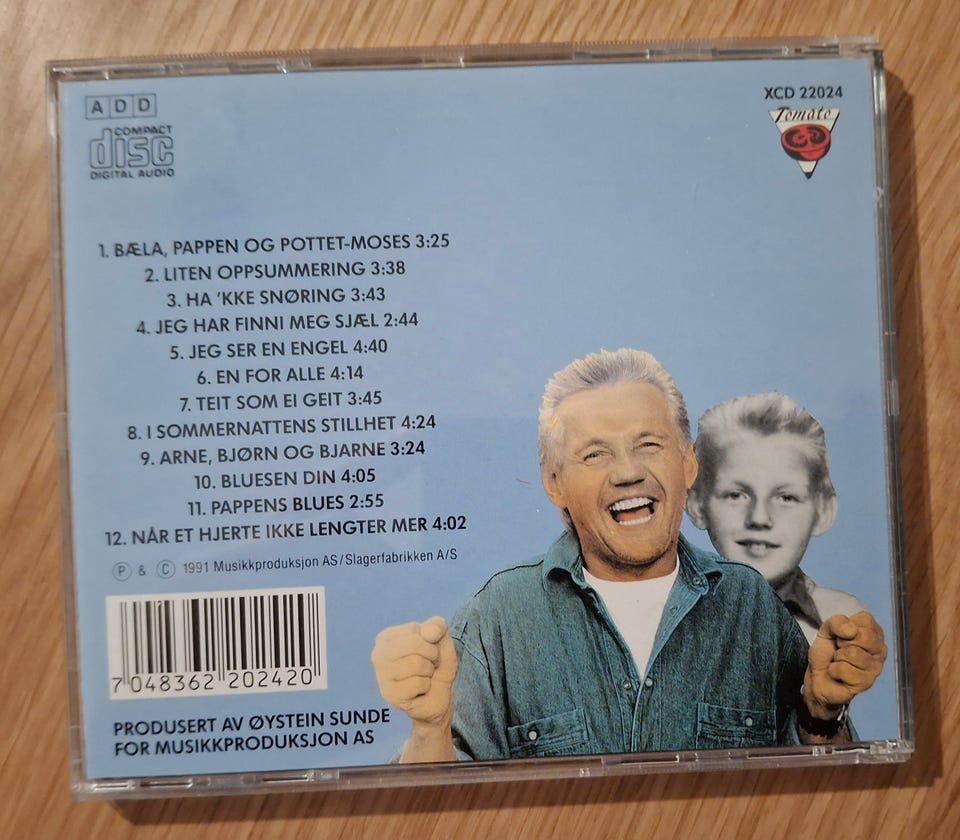 ADD
COMPACT
disc
DIGITAL AUDIO
XCD 22024
Tomato
1. BÆLA, PAPPEN OG POTTET-MOSES 3:25
2. LITEN OPPSUMMERING 3:38
3. HA 'KKE SNØRING 3:43
4. JEG HAR FINNI MEG SJÆL 2:44
5. JEG SER EN ENGEL 4:40
6. EN FOR ALLE 4:14
7. TEIT SOM EI GEIT 3:45
8. I SOMMERNATTENS STILLHET 4:24
9. ARNE, BJØRN OG BJARNE 3:24
10. BLUESEN DIN 4:05
11. PAPPENS BLUES 2:55
12. NÅR ET HJERTE IKKE LENGTER MER 4:02
Ⓟ & Ⓒ 1991 Musikkproduksjon AS/Slagerfabrikken A/S
7 048362 202420
PRODUSERT AV ØYSTEIN SUNDE
FOR MUSIKKPRODUKSJON AS